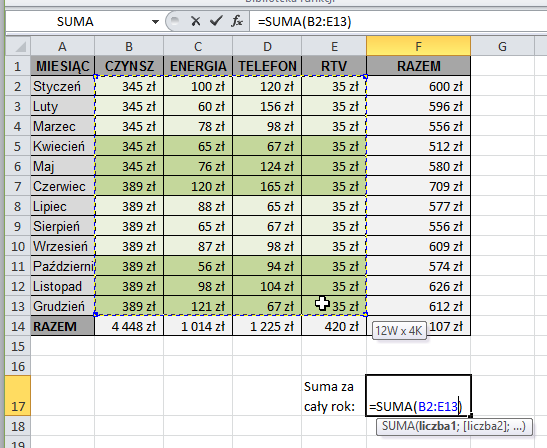 SUMA =SUMA(B2:E13)
A B C D E F G H
1 MIESIĄC CZYNSZ ENERGIA TELEFON RTV RAZEM
2 Styczeń 345 zł 100 zł 120 zł 35 zł 600 zł
3 Luty 345 zł 60 zł 156 zł 35 zł 596 zł
4 Marzec 345 zł 78 zł 98 zł 35 zł 556 zł
5 Kwiecień 345 zł 65 zł 67 zł 35 zł 512 zł
6 Maj 345 zł 76 zł 124 zł 35 zł 580 zł
7 Czerwiec 389 zł 120 zł 165 zł 35 zł 709 zł
8 Lipiec 389 zł 88 zł 65 zł 35 zł 577 zł
9 Sierpień 389 zł 65 zł 67 zł 35 zł 556 zł
10 Wrzesień 389 zł 87 zł 98 zł 35 zł 609 zł
11 Październi 389 zł 56 zł 94 zł 35 zł 574 zł
12 Listopad 389 zł 98 zł 104 zł 35 zł 626 zł
13 Grudzień 389 zł 121 zł 67 zł 35 zł 612 zł
14 RAZEM 4 448 zł 1 014 zł 1 225 zł 420 zł 107 zł
12W x 4K
15
16
Suma za
17 cały rok: =SUMA(B2:E13)
18 SUMA(liczba1; [liczba2]; ...)